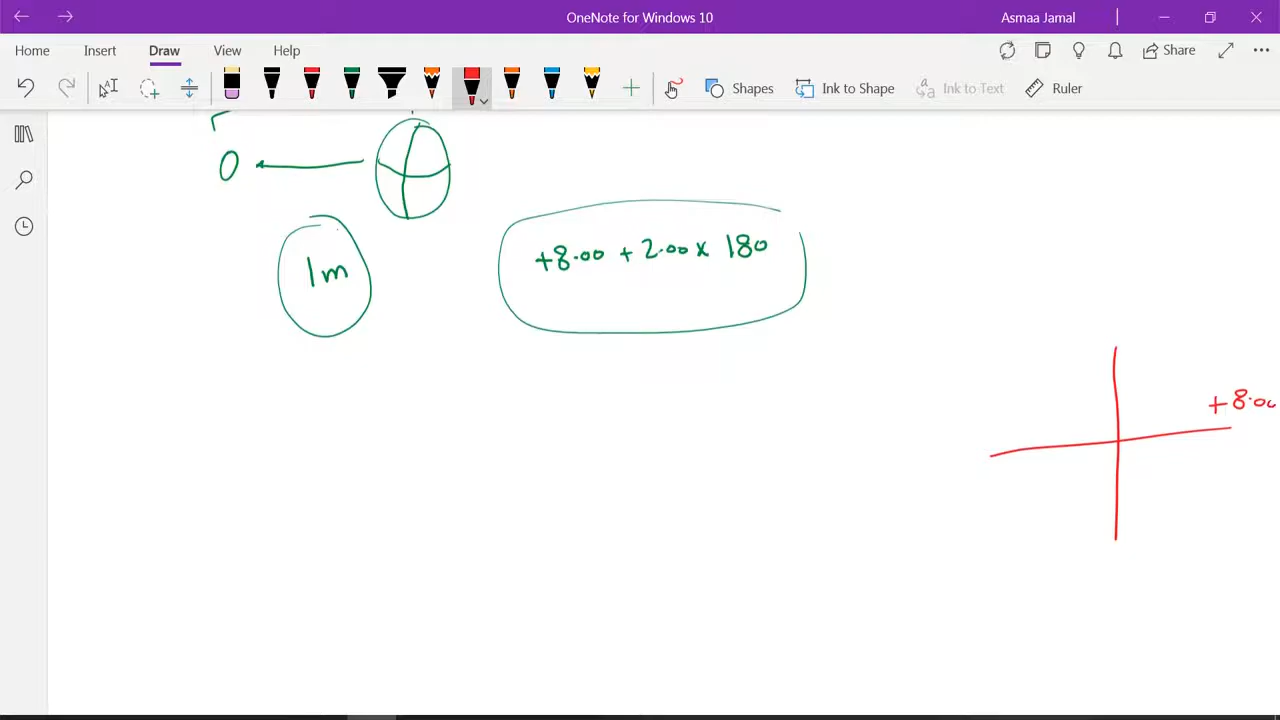 OneNote for Windows 10
Asmaa Jamal
Home Insert Draw View Help
Share
Shapes
Ink to Shape
Ink to Text
Ruler
0
1m
+8.00 + 2.00 x 180
+8.00